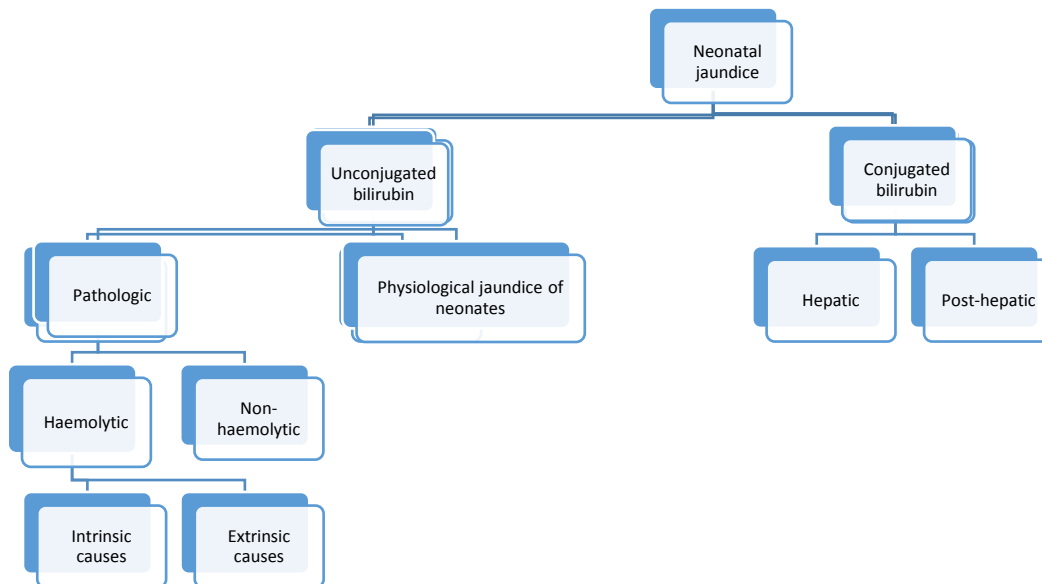 Neonatal
jaundice
Unconjugated
bilirubin
Conjugated
bilirubin
Pathologic
Physiological jaundice of
neonates
Hepatic
Post-hepatic
Haemolytic
Non-
haemolytic
Intrinsic
causes
Extrinsic
causes